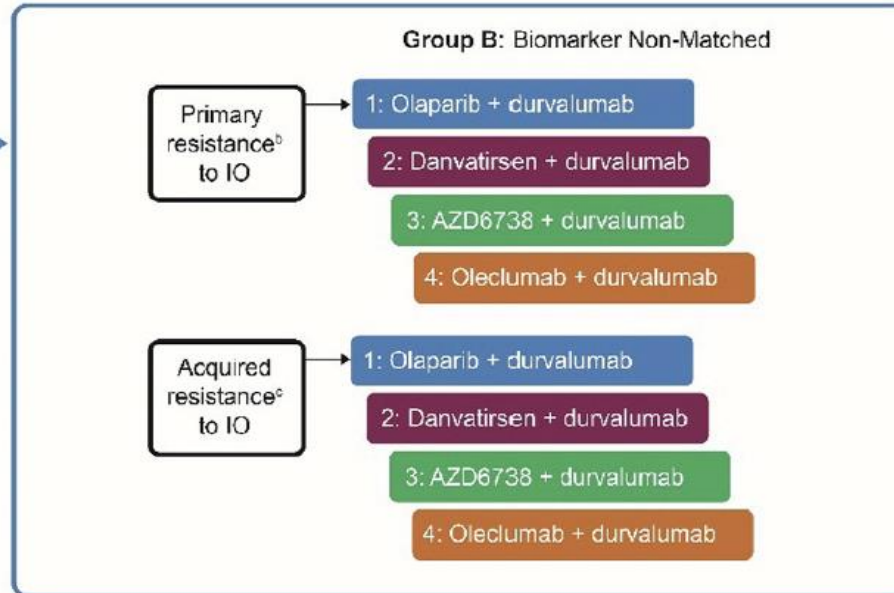 Group B: Biomarker Non-Matched
Primary
resistanceᵇ
to IO
1: Olaparib + durvalumab
2: Danvatirsen + durvalumab
3: AZD6738 + durvalumab
4: Oleclumab + durvalumab
Acquired
resistanceᶜ
to IO
1: Olaparib + durvalumab
2: Danvatirsen + durvalumab
3: AZD6738 + durvalumab
4: Oleclumab + durvalumab